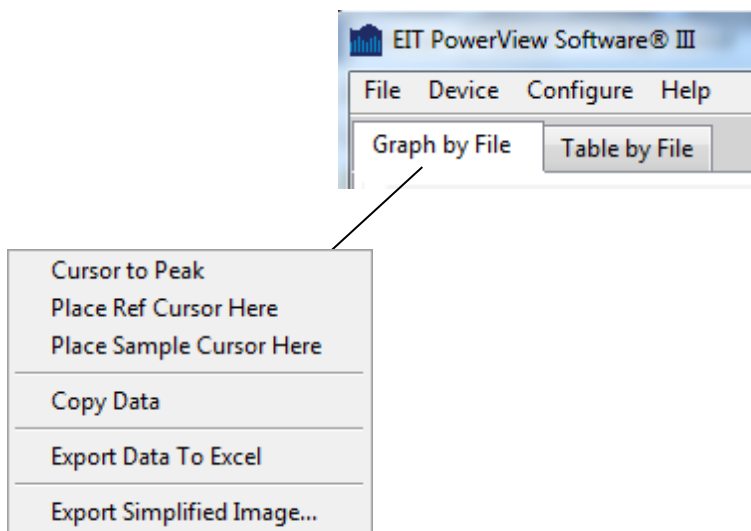 EIT PowerView Software® III
File Device Configure Help
Graph by File Table by File
Cursor to Peak
Place Ref Cursor Here
Place Sample Cursor Here
Copy Data
Export Data To Excel
Export Simplified Image...